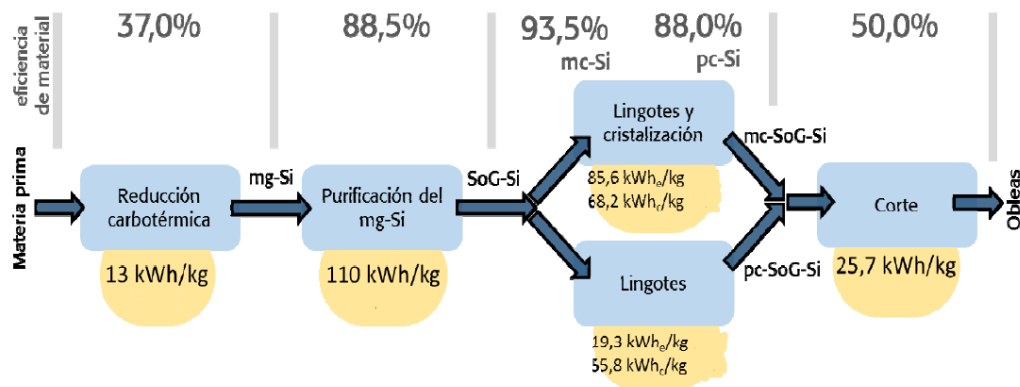 eficiencia
de material
37,0%
88,5%
93,5%
mc-Si
88,0%
pc-Si
50,0%
Materia prima
Reducción
carbotérmica
13 kWh/kg
mg-Si
Purificación del
mg-Si
110 kWh/kg
SoG-Si
Lingotes y
cristalización
85,6 kWhₑ/kg
68,2 kWh꜀/kg
Lingotes
19,3 kWhₑ/kg
55,8 kWh꜀/kg
mc-SoG-Si
pc-SoG-Si
Corte
25,7 kWh/kg
Obleas